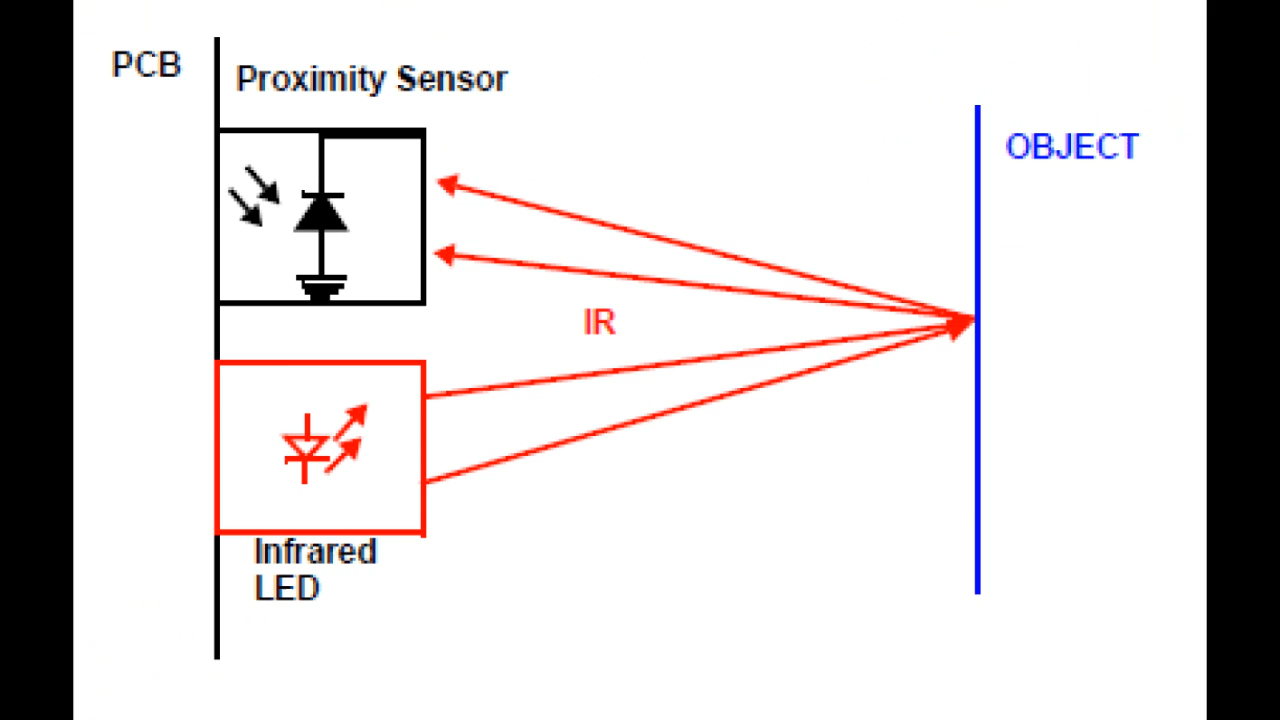 PCB
Proximity Sensor
OBJECT
IR
Infrared
LED